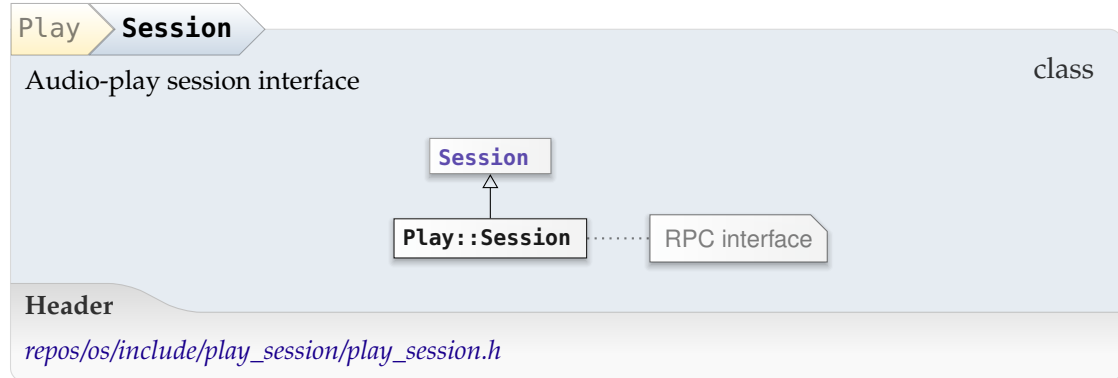 Play Session
class
Audio-play session interface
Session
Play::Session RPC interface
Header
repos/os/include/play_session/play_session.h